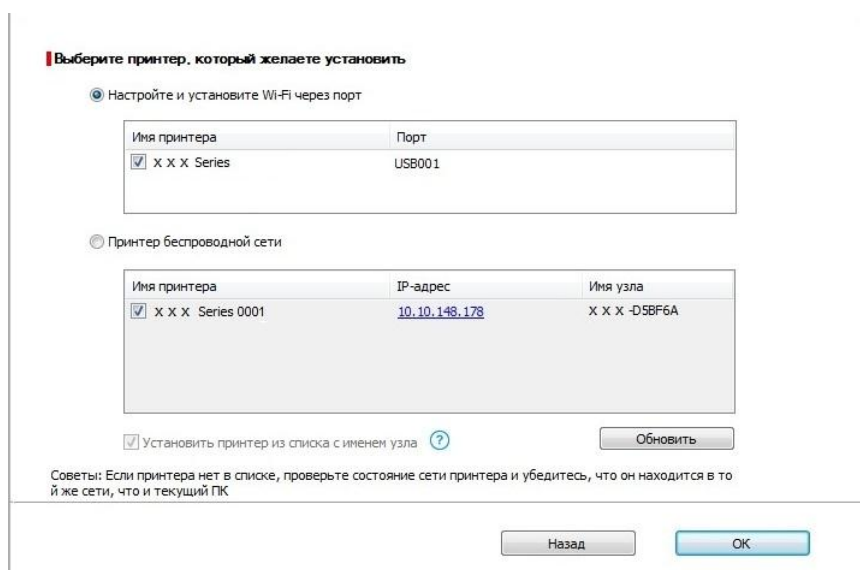 Выберите принтер, который желаете установить
Настройте и установите Wi-Fi через порт
Имя принтера Порт
X X X Series USB001
Принтер беспроводной сети
Имя принтера IP-адрес Имя узла
X X X Series 0001 10.10.148.178 X X X -D5BF6A
Установить принтер из списка с именем узла ? Обновить
Советы: Если принтера нет в списке, проверьте состояние сети принтера и убедитесь, что он находится в то
й же сети, что и текущий ПК
Назад OK